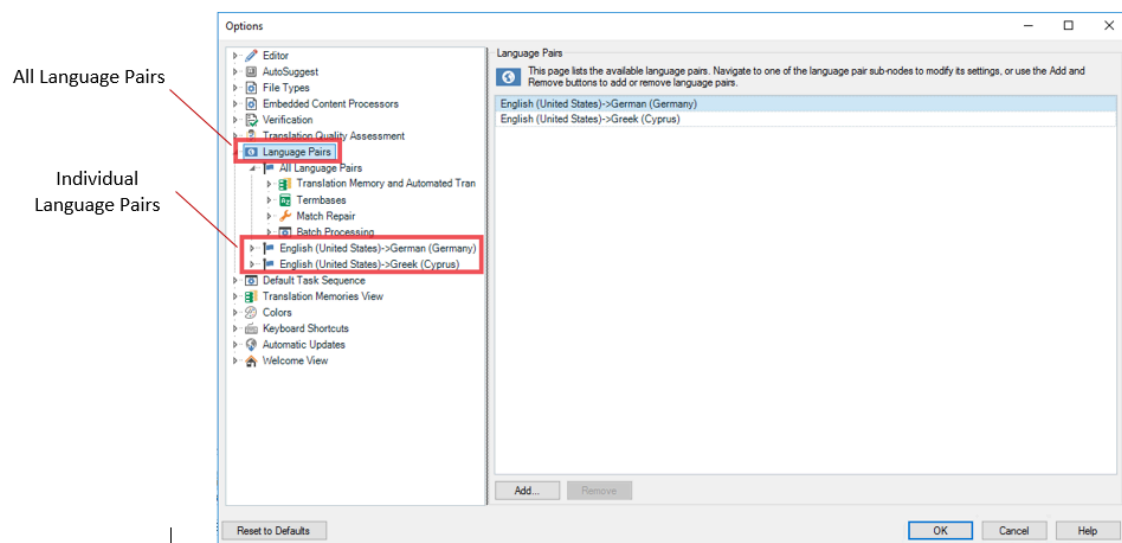 Options
All Language Pairs
Individual
Language Pairs
Editor
AutoSuggest
File Types
Embedded Content Processors
Verification
Translation Quality Assessment
Language Pairs
All Language Pairs
Translation Memory and Automated Tran
Termbases
Match Repair
Batch Processing
English (United States)->German (Germany)
English (United States)->Greek (Cyprus)
Default Task Sequence
Translation Memories View
Colors
Keyboard Shortcuts
Automatic Updates
Welcome View
Language Pairs
This page lists the available language pairs. Navigate to one of the language pair sub-nodes to modify its settings, or use the Add and
Remove buttons to add or remove language pairs.
English (United States)->German (Germany)
English (United States)->Greek (Cyprus)
Add...
Remove
Reset to Defaults
OK
Cancel
Help